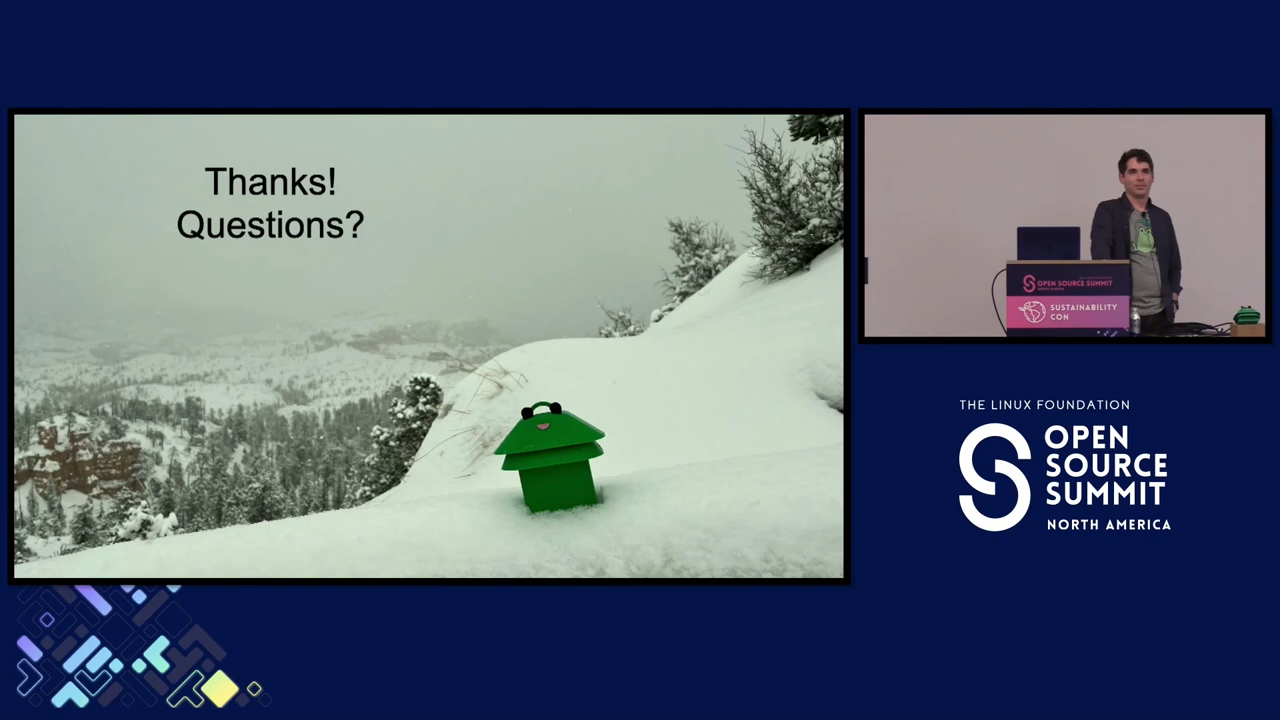 Thanks!
Questions?
OPEN SOURCE SUMMIT
SUSTAINABILITY
CON
THE LINUX FOUNDATION
OPEN
SOURCE
SUMMIT
NORTH AMERICA